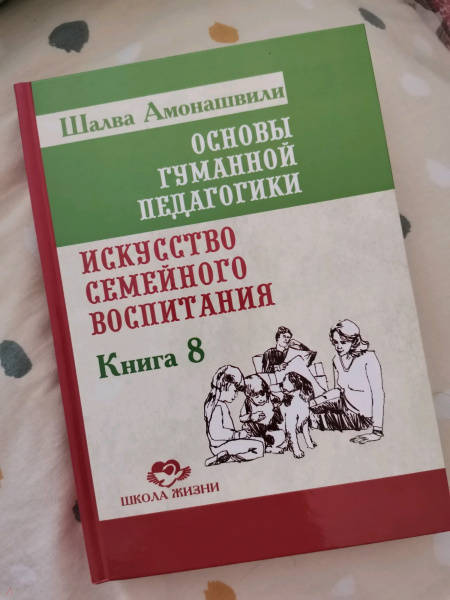 Шалва Амонашвили
ОСНОВЫ
ГУМАННОЙ
ПЕДАГОГИКИ
ИСКУССТВО
СЕМЕЙНОГО
ВОСПИТАНИЯ
Книга 8
ШКОЛА ЖИЗНИ